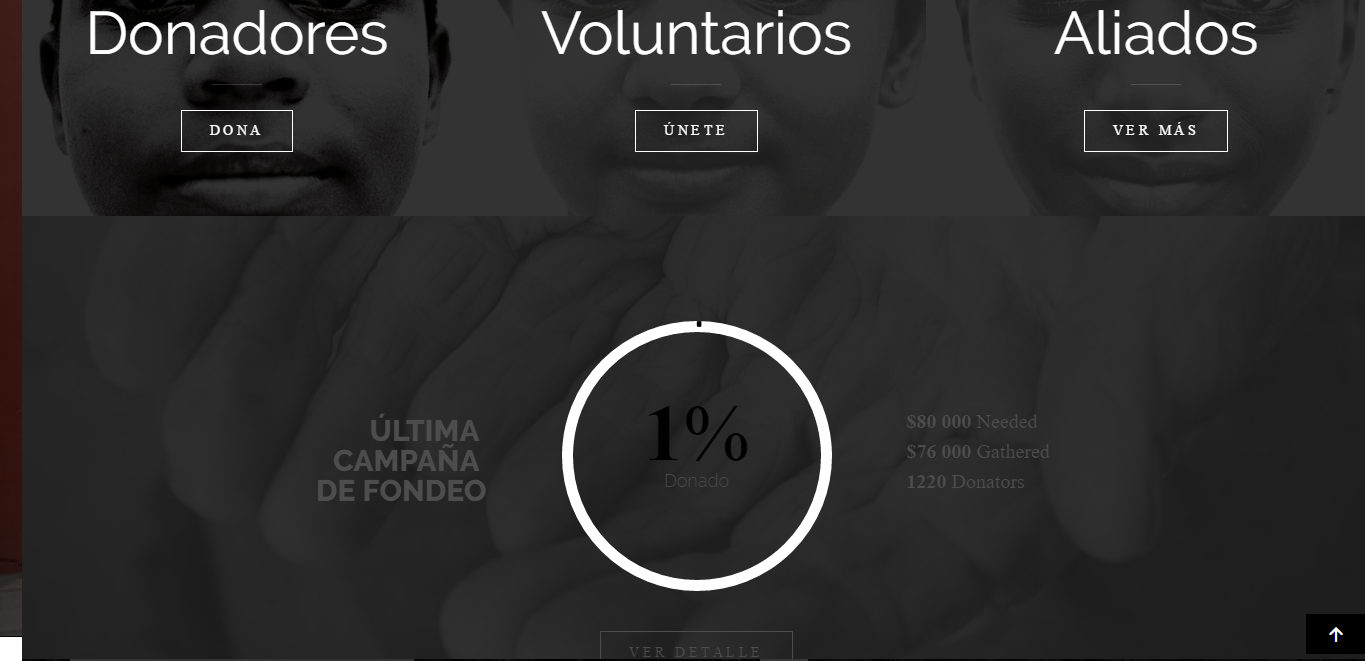 Donadores
Voluntarios
Aliados
DONA
ÚNETE
VER MÁS
ÚLTIMA
CAMPAÑA
DE FONDEO
1%
Donado
$80 000 Needed
$76 000 Gathered
1220 Donators
VER DETALLE